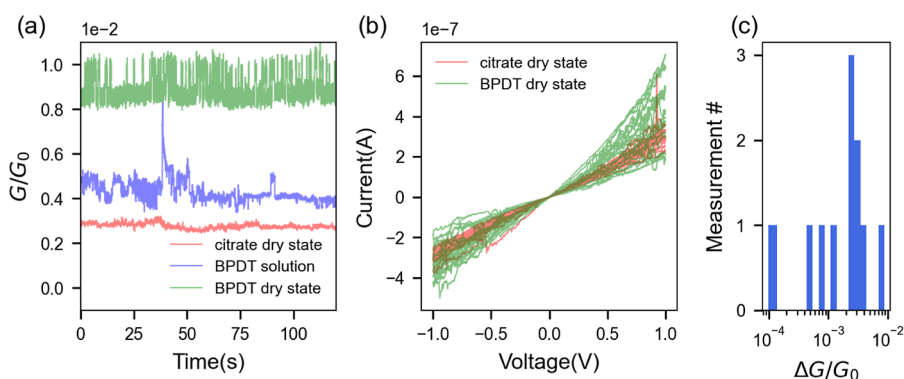 (a)
1e−2
1.0
0.8
0.6
0.4
0.2
0.0
G/G₀
citrate dry state
BPDT solution
BPDT dry state
0 25 50 75 100
Time(s)
(b)
1e−7
6
4
2
0
−2
−4
Current(A)
citrate dry state
BPDT dry state
−1.0 −0.5 0.0 0.5 1.0
Voltage(V)
(c)
3
2
1
0
Measurement #
10⁻⁴ 10⁻³ 10⁻²
ΔG/G₀